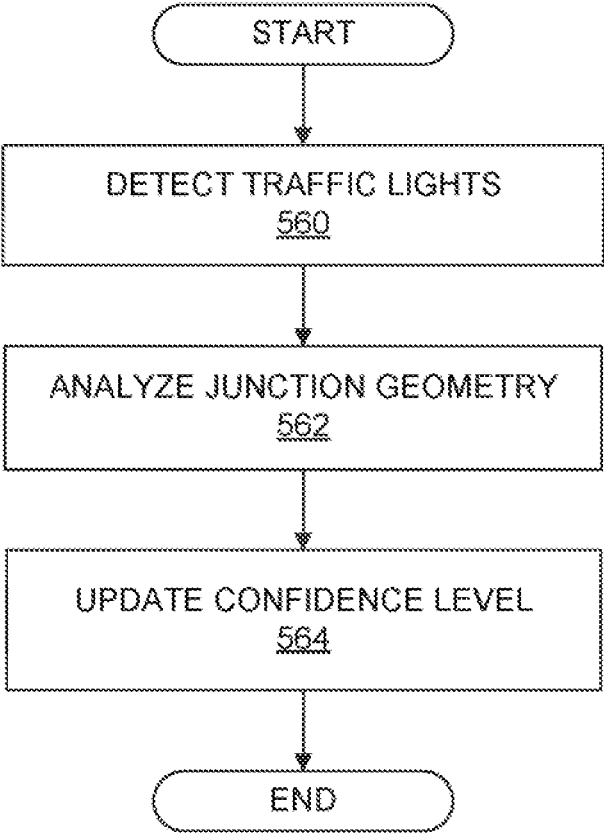 START
DETECT TRAFFIC LIGHTS
560
ANALYZE JUNCTION GEOMETRY
562
UPDATE CONFIDENCE LEVEL
564
END